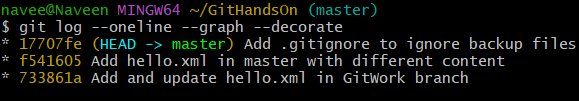 navee@Naveen MINGW64 ~/GitHandsOn (master)
$ git log --oneline --graph --decorate
* 17707fe (HEAD -> master) Add .gitignore to ignore backup files
* f541605 Add hello.xml in master with different content
* 733861a Add and update hello.xml in GitWork branch